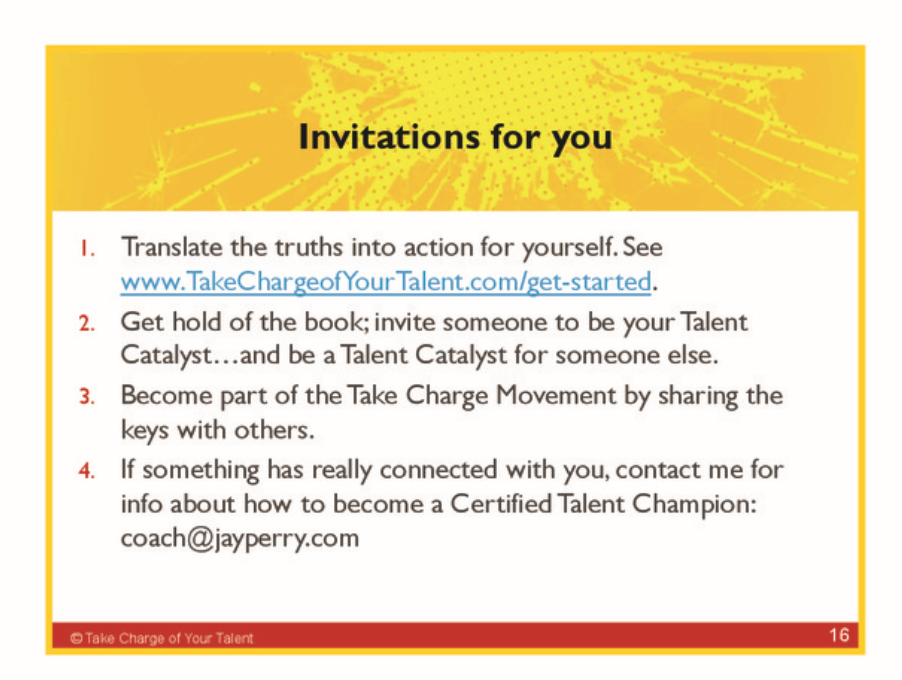 Invitations for you
1. Translate the truths into action for yourself. See
www.TakeChargeofYourTalent.com/get-started.
2. Get hold of the book; invite someone to be your Talent
Catalyst…and be a Talent Catalyst for someone else.
3. Become part of the Take Charge Movement by sharing the
keys with others.
4. If something has really connected with you, contact me for
info about how to become a Certified Talent Champion:
coach@jayperry.com
© Take Charge of Your Talent 16